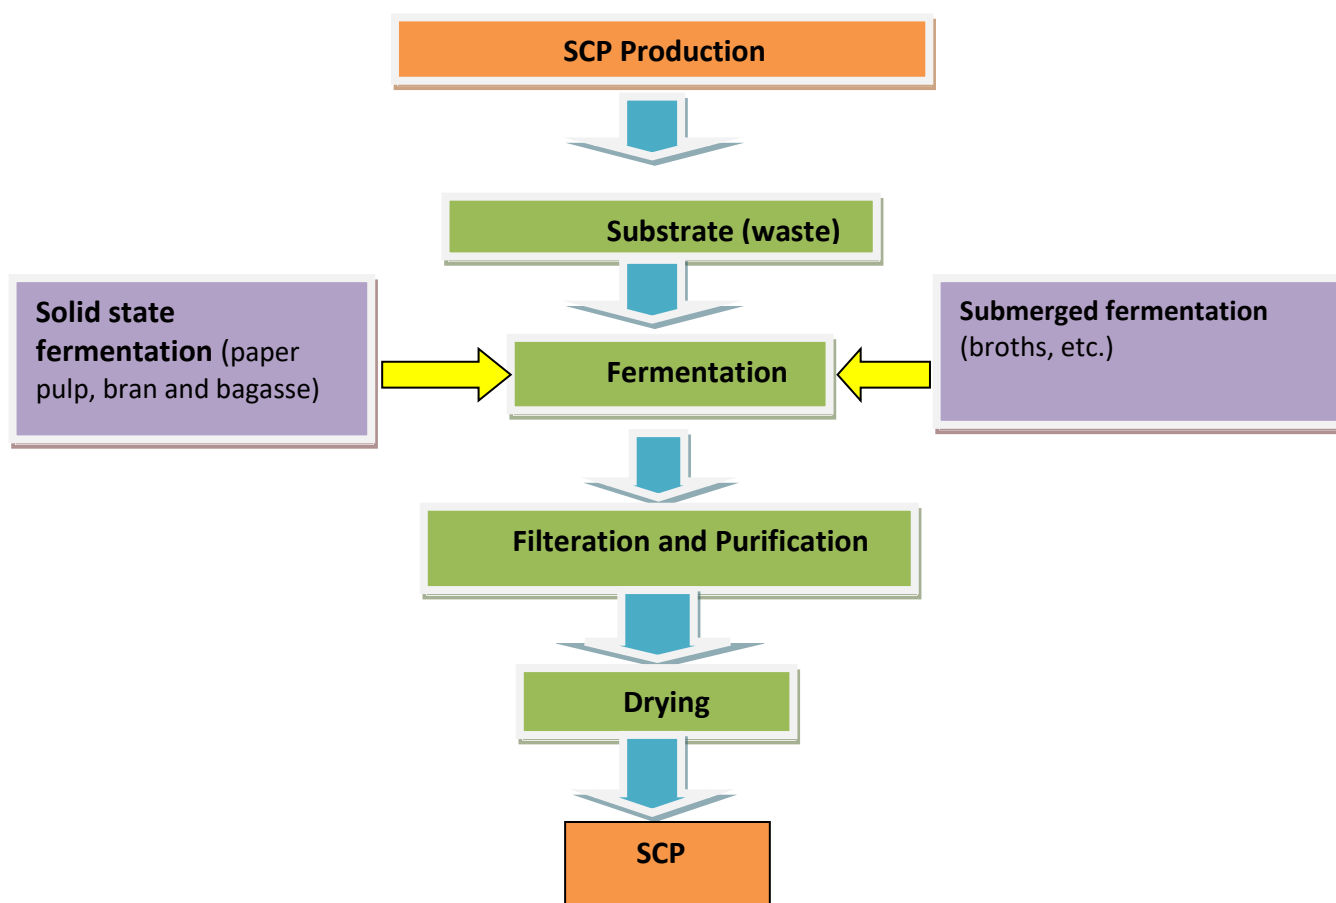 SCP Production
Substrate (waste)
Solid state
fermentation (paper
pulp, bran and bagasse)
Fermentation
Submerged fermentation
(broths, etc.)
Filteration and Purification
Drying
SCP